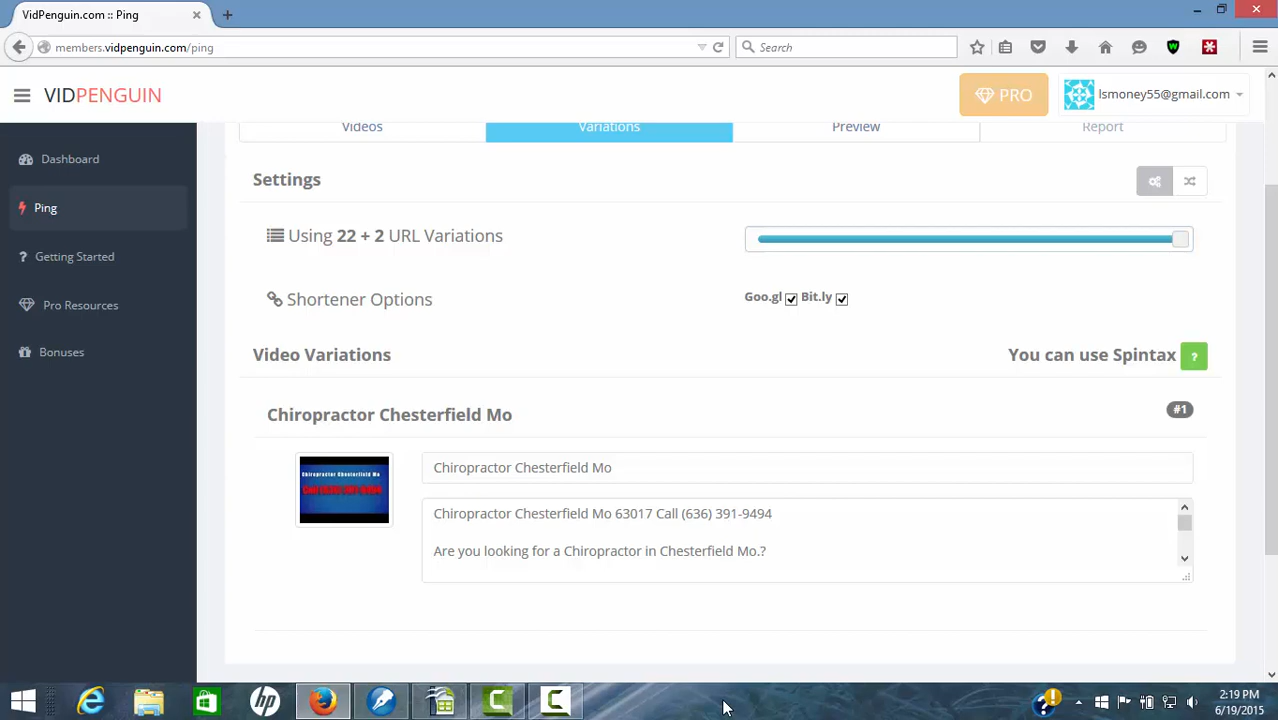 VidPenguin.com :: Ping
members.vidpenguin.com/ping
Search
VIDPENGUIN
PRO
lsmoney55@gmail.com
Dashboard
Ping
Getting Started
Pro Resources
Bonuses
Videos
Variations
Preview
Report
Settings
Using 22 + 2 URL Variations
Shortener Options
Goo.gl Bit.ly
Video Variations
You can use Spintax ?
Chiropractor Chesterfield Mo
#1
Chiropractor Chesterfield Mo
Chiropractor Chesterfield Mo
Chiropractor Chesterfield Mo 63017 Call (636) 391-9494
Are you looking for a Chiropractor in Chesterfield Mo.?
2:19 PM
6/19/2015